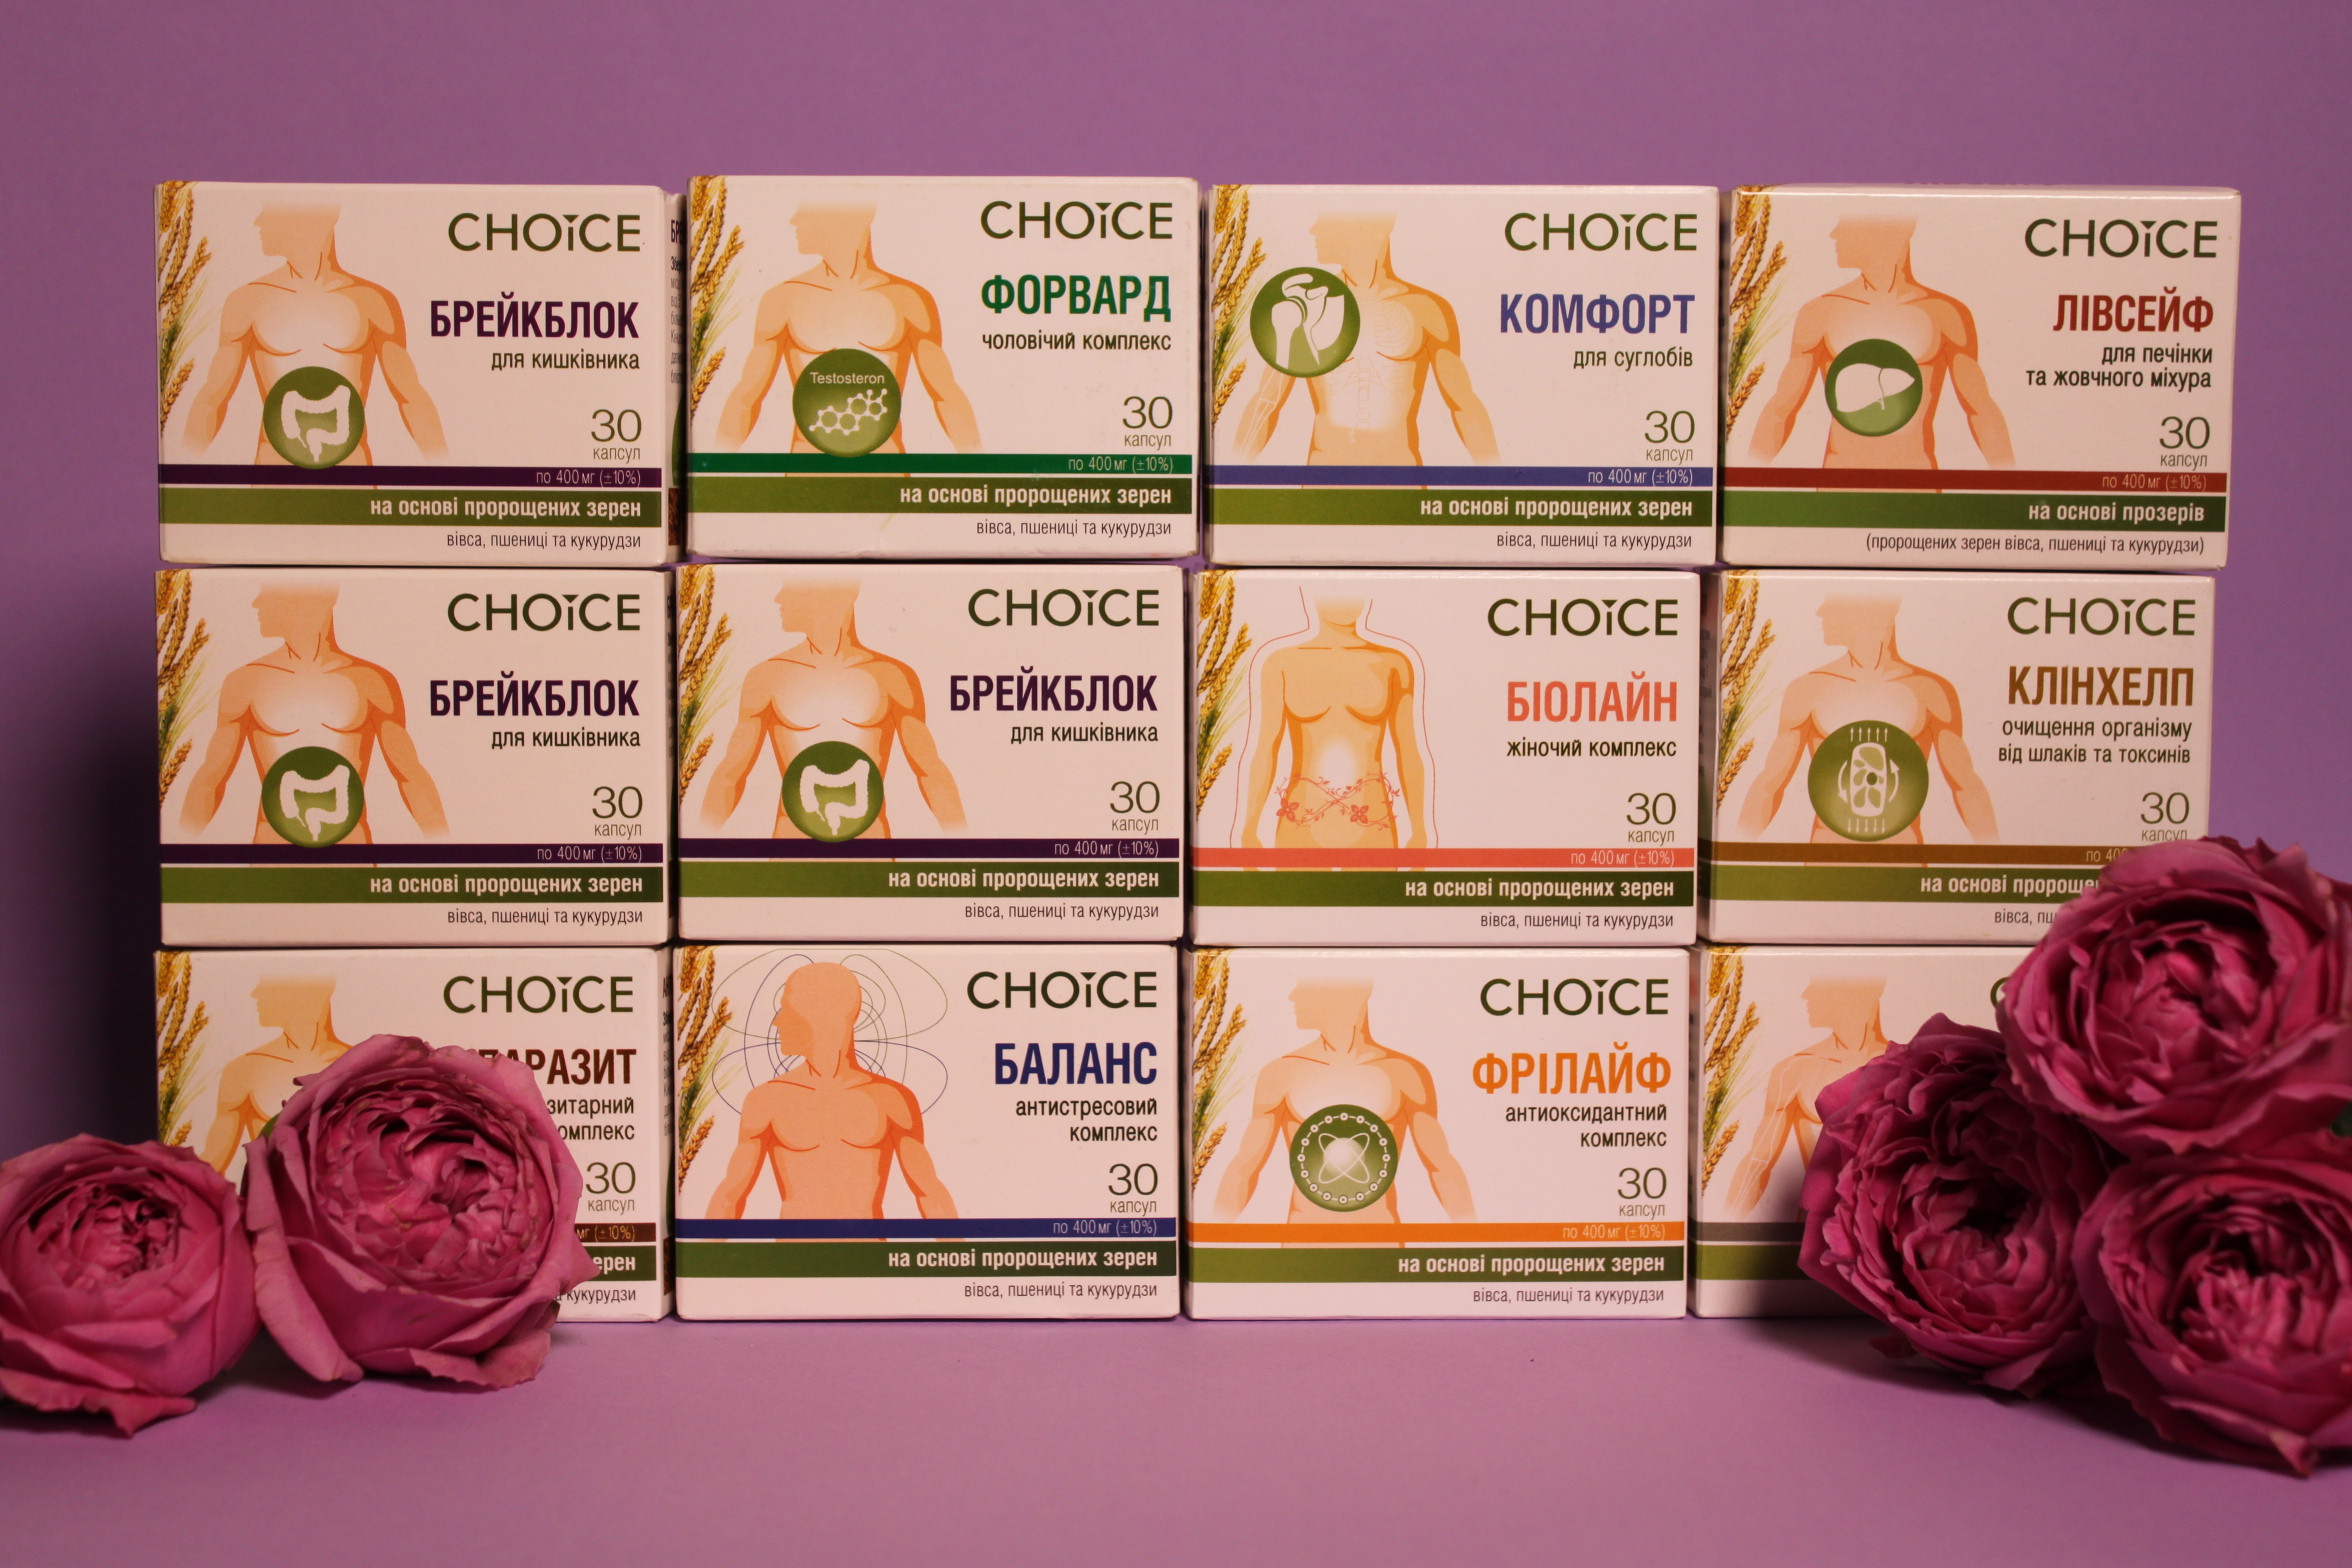 CHOICE
БРЕЙКБЛОК
для кишківника
30
капсул
по 400 мг (±10%)
на основі пророщених зерен
вівса, пшениці та кукурудзи
CHOICE
ФОРВАРД
чоловічий комплекс
Testosteron
30
капсул
по 400 мг (±10%)
на основі пророщених зерен
вівса, пшениці та кукурудзи
CHOICE
КОМФОРТ
для суглобів
30
капсул
по 400 мг (±10%)
на основі пророщених зерен
вівса, пшениці та кукурудзи
CHOICE
ЛІВСЕЙФ
для печінки
та жовчного міхура
30
капсул
по 400 мг (±10%)
на основі прозерів
(пророщених зерен вівса, пшениці та кукурудзи)
CHOICE
БРЕЙКБЛОК
для кишківника
30
капсул
по 400 мг (±10%)
на основі пророщених зерен
вівса, пшениці та кукурудзи
CHOICE
БРЕЙКБЛОК
для кишківника
30
капсул
по 400 мг (±10%)
на основі пророщених зерен
вівса, пшениці та кукурудзи
CHOICE
БІОЛАЙН
жіночий комплекс
30
капсул
по 400 мг (±10%)
на основі пророщених зерен
вівса, пшениці та кукурудзи
CHOICE
КЛІНХЕЛП
очищення організму
від шлаків та токсинів
30
капсул
по 400
на основі
вівса,
CHOICE
30
капсул
мг (±10%)
кукурудзи
CHOICE
БАЛАНС
антистресовий
комплекс
30
капсул
по 400 мг (±10%)
на основі пророщених зерен
вівса, пшениці та кукурудзи
CHOICE
ФРІЛАЙФ
антиоксидантний
комплекс
30
капсул
по 400 мг (±10%)
на основі пророщених зерен
вівса, пшениці та кукурудзи